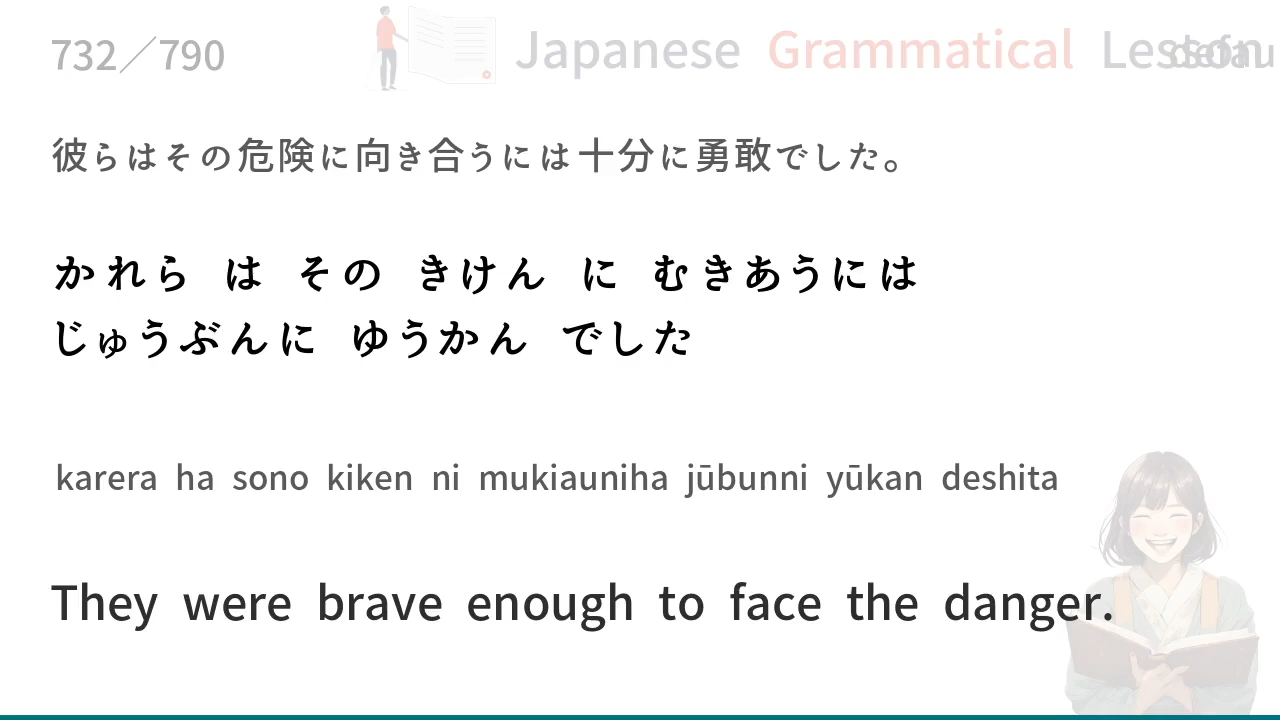 732／790
Japanese Grammatical Lesson
彼らはその危険に向き合うには十分に勇敢でした。
かれら は その きけん に むきあうには
じゅうぶんに ゆうかん でした
karera ha sono kiken ni mukiauniha jūbunni yūkan deshita
They were brave enough to face the danger.